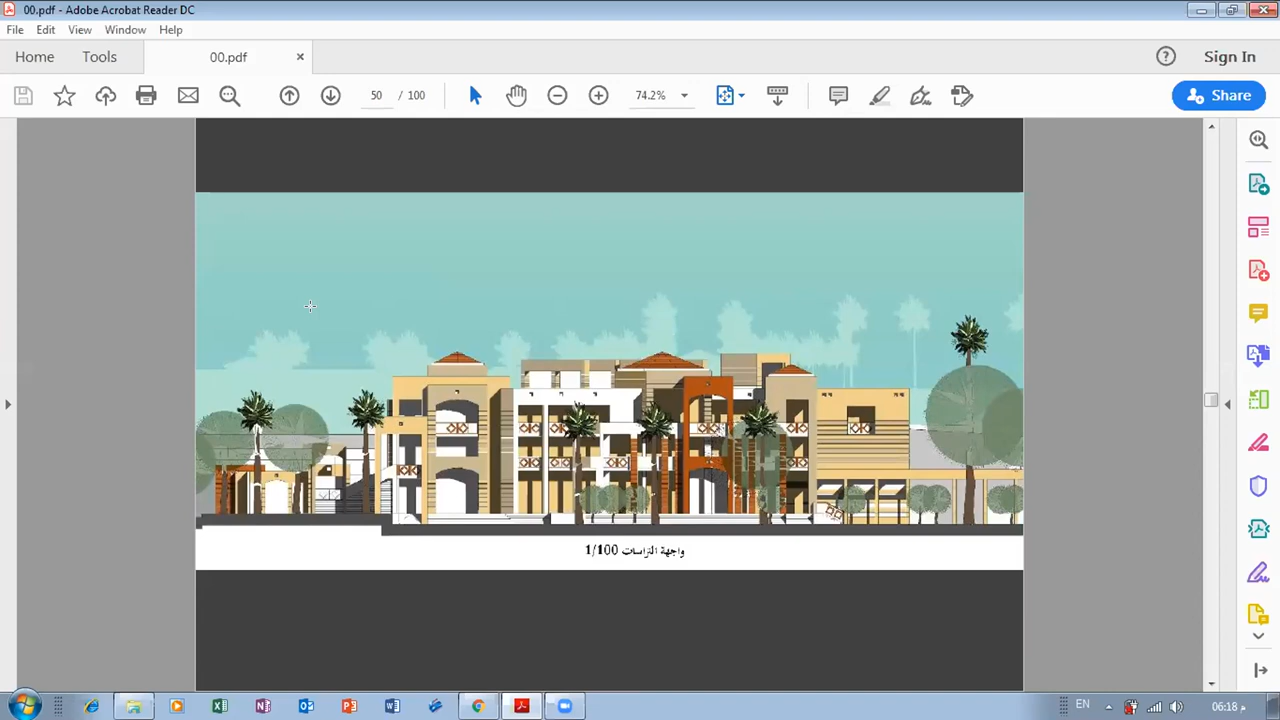 00.pdf - Adobe Acrobat Reader DC
File Edit View Window Help
Home Tools 00.pdf × ? Sign In
50 / 100 74.2% Share
واجهة التراسات 1/100
EN 06:18 م